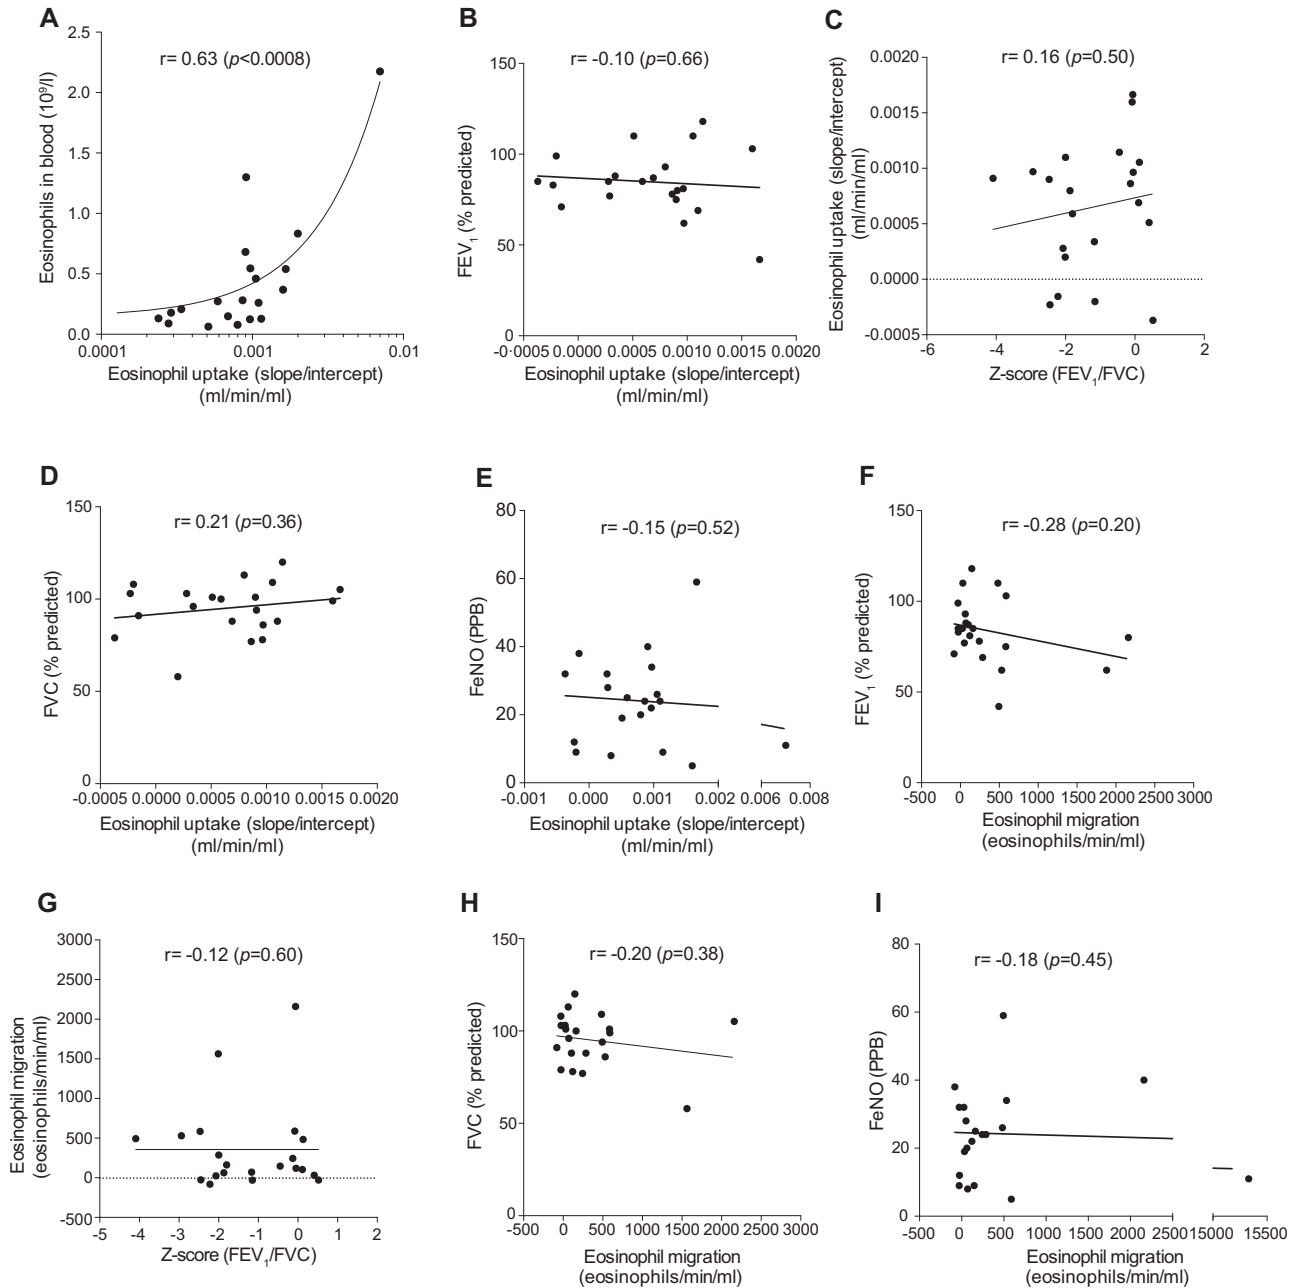 A
r= 0.63 (p<0.0008)
Eosinophils in blood (10⁹/l)
2.5
2.0
1.5
1.0
0.5
0.0
0.0001
0.001
0.01
Eosinophil uptake (slope/intercept)
(ml/min/ml)
B
r= -0.10 (p=0.66)
FEV₁ (% predicted)
150
100
50
0
-0.0005
0.0000
0.0005
0.0010
0.0015
0.0020
Eosinophil uptake (slope/intercept)
(ml/min/ml)
C
r= 0.16 (p=0.50)
Eosinophil uptake (slope/intercept)
(ml/min/ml)
0.0020
0.0015
0.0010
0.0005
0.0000
-0.0005
-6
-4
-2
0
2
Z-score (FEV₁/FVC)
D
r= 0.21 (p=0.36)
FVC (% predicted)
150
100
50
0
-0.0005
0.0000
0.0005
0.0010
0.0015
0.0020
Eosinophil uptake (slope/intercept)
(ml/min/ml)
E
r= -0.15 (p=0.52)
FeNO (PPB)
80
60
40
20
0
-0.001
0.000
0.001
0.002
0.006
0.008
Eosinophil uptake (slope/intercept)
(ml/min/ml)
F
r= -0.28 (p=0.20)
FEV₁ (% predicted)
150
100
50
0
-500
0
500
1000
1500
2000
2500
3000
Eosinophil migration
(eosinophils/min/ml)
G
r= -0.12 (p=0.60)
Eosinophil migration
(eosinophils/min/ml)
3000
2500
2000
1500
1000
500
0
-500
-5
-4
-3
-2
-1
0
1
2
Z-score (FEV₁/FVC)
H
r= -0.20 (p=0.38)
FVC (% predicted)
150
100
50
0
-500
0
500
1000
1500
2000
2500
3000
Eosinophil migration
(eosinophils/min/ml)
I
r= -0.18 (p=0.45)
FeNO (PPB)
80
60
40
20
0
-500
0
500
1000
1500
2000
2500
15000
15500
Eosinophil migration
(eosinophils/min/ml)